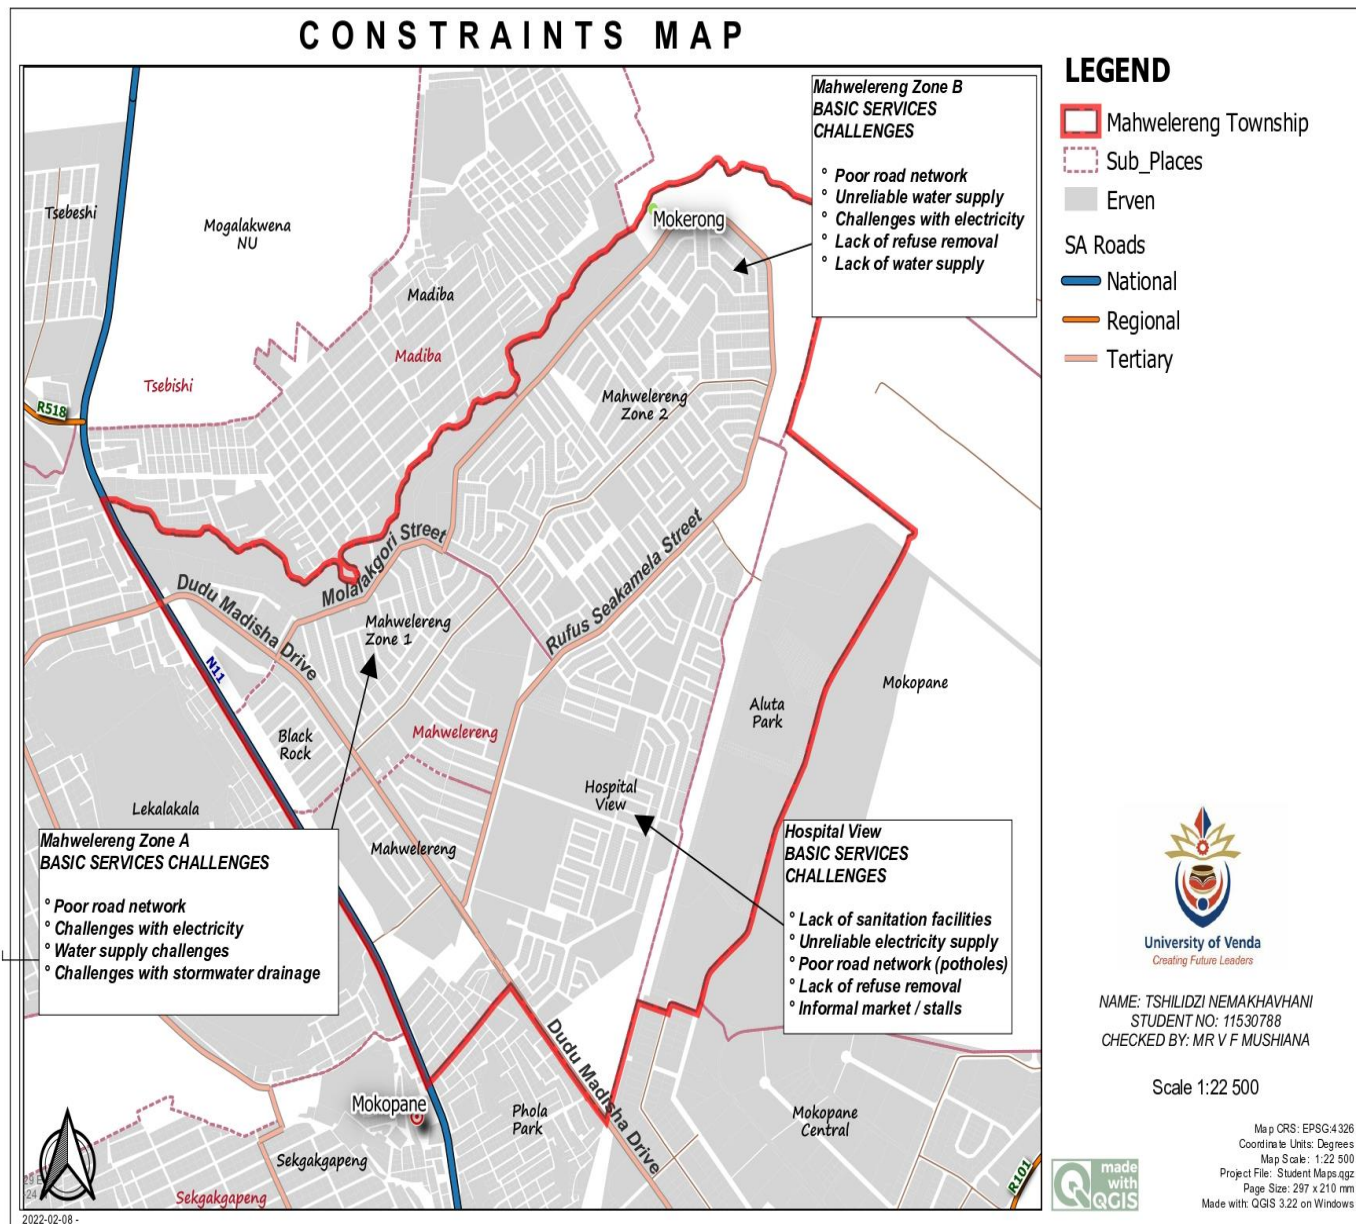 CONSTRAINTS MAP
Mahwelereng Zone B
BASIC SERVICES
CHALLENGES
° Poor road network
° Unreliable water supply
° Challenges with electricity
° Lack of refuse removal
° Lack of water supply
Tsebeshi
Mogalakwena
NU
Mokerong
Madiba
Madiba
Tsebishi
R518
Mahwelereng
Zone 2
Molalakgori Street
Dudu Madisha Drive
Rufus Seakamela Street
Mahwelereng
Zone 1
N11
Mokopane
Aluta
Park
Black
Rock
Mahwelereng
Hospital
View
Lekalakala
Mahwelereng
Mahwelereng Zone A
BASIC SERVICES CHALLENGES
° Poor road network
° Challenges with electricity
° Water supply challenges
° Challenges with stormwater drainage
Hospital View
BASIC SERVICES
CHALLENGES
° Lack of sanitation facilities
° Unreliable electricity supply
° Poor road network (potholes)
° Lack of refuse removal
° Informal market / stalls
Dudu Madisha Drive
Mokopane
Phola
Park
Mokopane
Central
Sekgakgapeng
Sekgakgapeng
R101
2022-02-08 -
LEGEND
Mahwelereng Township
Sub_Places
Erven
SA Roads
National
Regional
Tertiary
University of Venda
Creating Future Leaders
NAME: TSHILIDZI NEMAKHAVHANI
STUDENT NO: 11530788
CHECKED BY: MR V F MUSHIANA
Scale 1:22 500
Map CRS: EPSG:4326
Coordinate Units: Degrees
Map Scale: 1:22 500
Project File: Student Maps.qgz
Page Size: 297 x 210 mm
Made with: QGIS 3.22 on Windows
made
with
QGIS